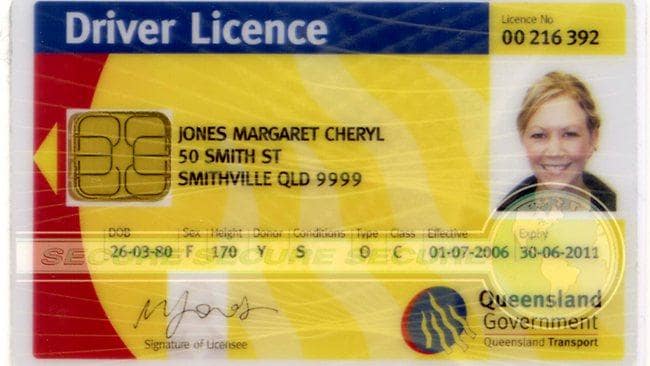 Driver Licence
Licence No
00 216 392
JONES MARGARET CHERYL
50 SMITH ST
SMITHVILLE QLD 9999
DOB Sex Height Donor Conditions Type Class Effective Expiry
26-03-80 F 170 Y S O C 01-07-2006 30-06-2011
SECURE SECURE SECURE
MJones
Signature of Licensee
Queensland
Government
Queensland Transport